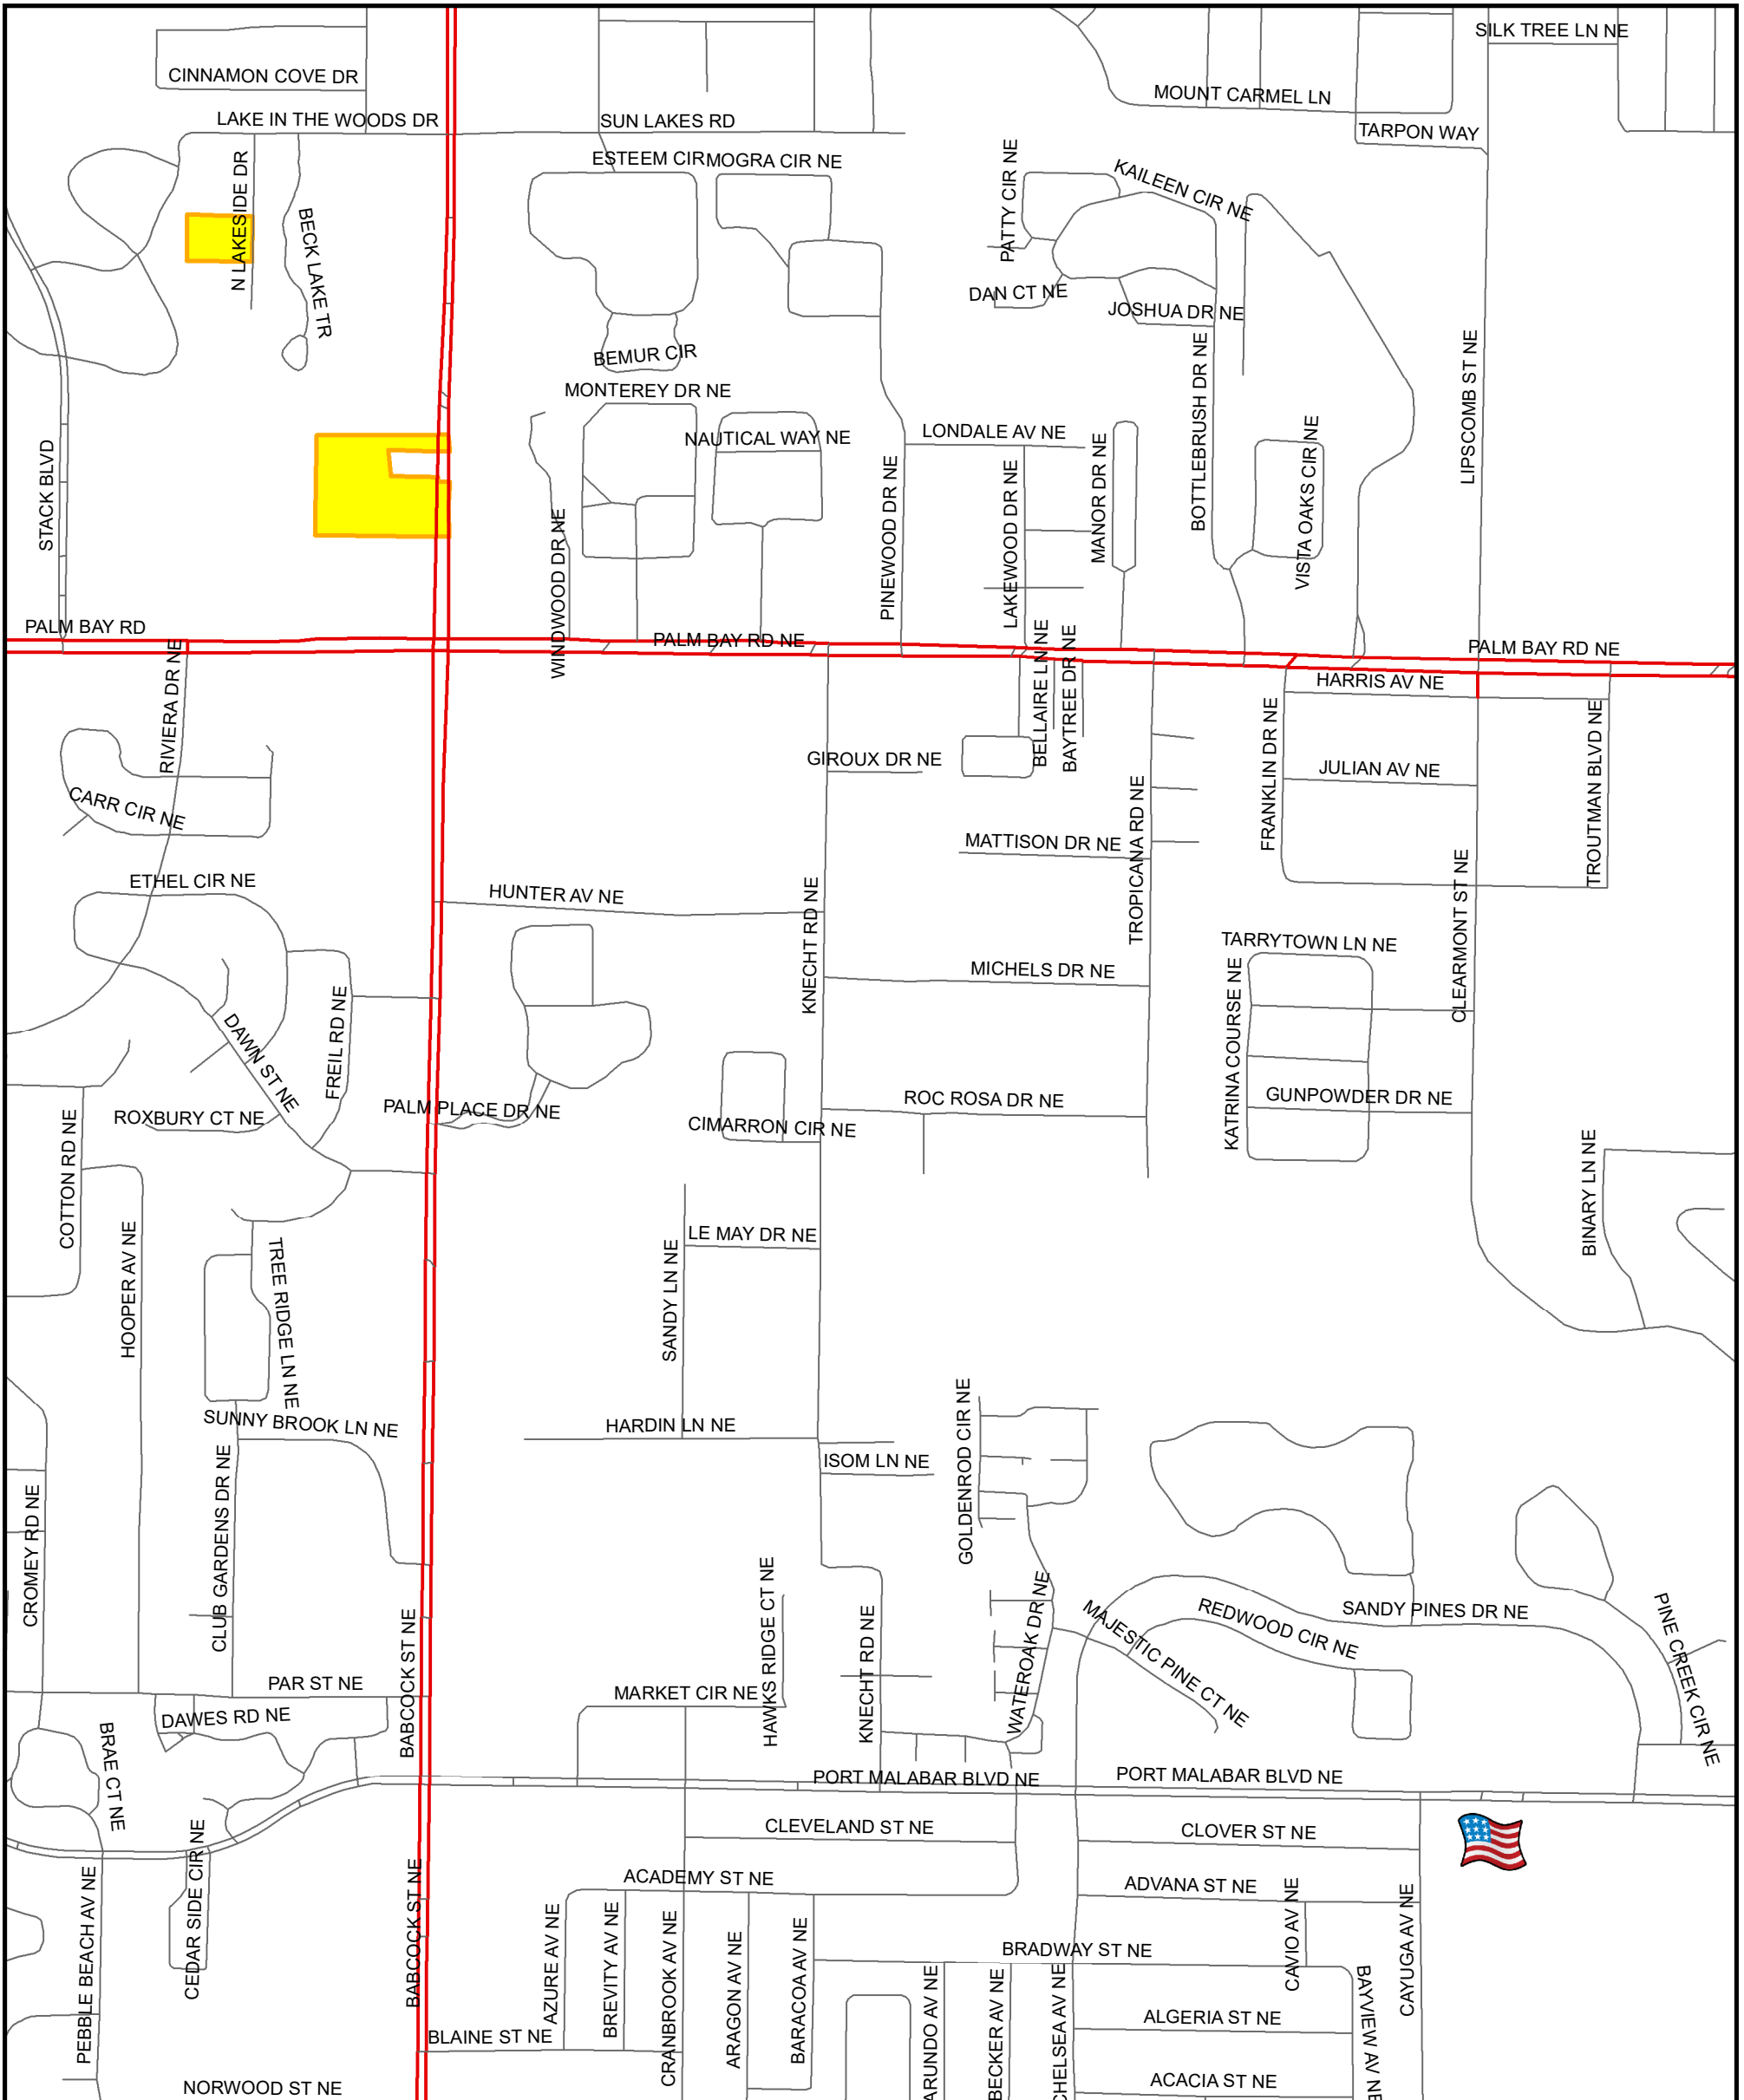 SILK TREE LN NE
CINNAMON COVE DR
MOUNT CARMEL LN
LAKE IN THE WOODS DR
SUN LAKES RD
TARPON WAY
ESTEEM CIR
MOGRA CIR NE
PATTY CIR NE
KAILEEN CIR NE
N LAKESIDE DR
BECK LAKE TR
DAN CT NE
JOSHUA DR NE
BEMUR CIR
MONTEREY DR NE
BOTTLEBRUSH DR NE
LIPSCOMB ST NE
NAUTICAL WAY NE
LONDALE AV NE
STACK BLVD
WINDWOOD DR NE
PINEWOOD DR NE
LAKEWOOD DR NE
MANOR DR NE
VISTA OAKS CIR NE
PALM BAY RD
PALM BAY RD NE
PALM BAY RD NE
RIVIERA DR NE
BELLAIRE LN NE
BAYTREE DR NE
HARRIS AV NE
FRANKLIN DR NE
TROUTMAN BLVD NE
GIROUX DR NE
JULIAN AV NE
CARR CIR NE
MATTISON DR NE
TROPICANA RD NE
ETHEL CIR NE
HUNTER AV NE
KNECHT RD NE
CLEARMONT ST NE
TARRYTOWN LN NE
MICHELS DR NE
KATRINA COURSE NE
DAWN ST NE
FREIL RD NE
ROXBURY CT NE
PALM PLACE DR NE
CIMARRON CIR NE
ROC ROSA DR NE
GUNPOWDER DR NE
COTTON RD NE
BINARY LN NE
HOOPER AV NE
TREE RIDGE LN NE
SANDY LN NE
LE MAY DR NE
SUNNY BROOK LN NE
HARDIN LN NE
ISOM LN NE
GOLDENROD CIR NE
CROMEY RD NE
CLUB GARDENS DR NE
BABCOCK ST NE
HAWKS RIDGE CT NE
KNECHT RD NE
WATEROAK DR NE
MAJESTIC PINE CT NE
REDWOOD CIR NE
SANDY PINES DR NE
PINE CREEK CIR NE
PAR ST NE
MARKET CIR NE
DAWES RD NE
BRAE CT NE
PORT MALABAR BLVD NE
PORT MALABAR BLVD NE
CLEVELAND ST NE
CLOVER ST NE
CEDAR SIDE CIR NE
PEBBLE BEACH AV NE
BABCOCK ST NE
ACADEMY ST NE
ADVANA ST NE
CAVIO AV NE
CAYUGA AV NE
AZURE AV NE
BREVITY AV NE
CRANBROOK AV NE
ARAGON AV NE
BARACOA AV NE
BRADWAY ST NE
ARUNDO AV NE
BECKER AV NE
CHELSEA AV NE
BAYVIEW AV NE
ALGERIA ST NE
BLAINE ST NE
NORWOOD ST NE
ACACIA ST NE